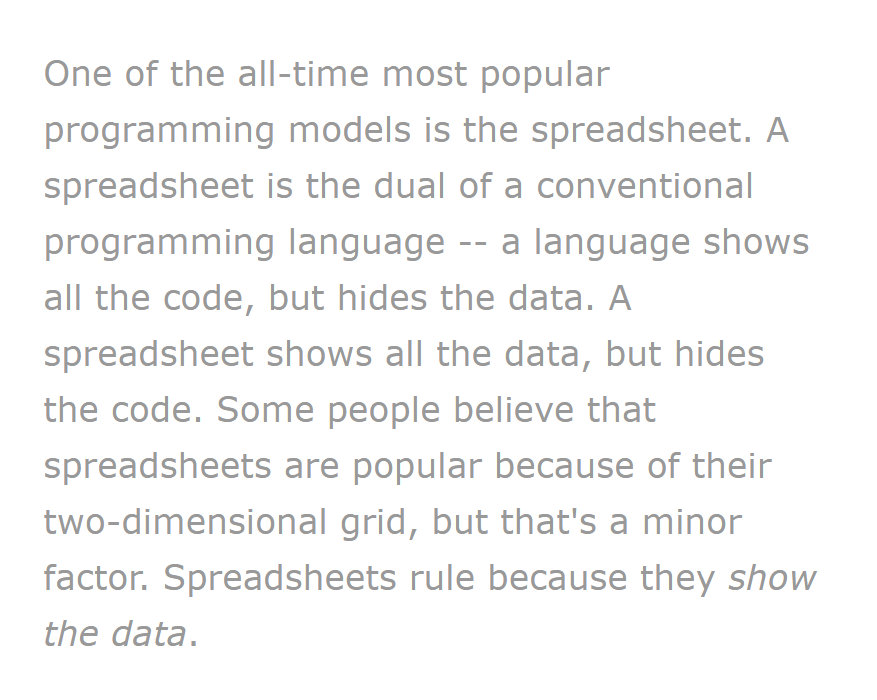 One of the all-time most popular
programming models is the spreadsheet. A
spreadsheet is the dual of a conventional
programming language -- a language shows
all the code, but hides the data. A
spreadsheet shows all the data, but hides
the code. Some people believe that
spreadsheets are popular because of their
two-dimensional grid, but that's a minor
factor. Spreadsheets rule because they show
the data.